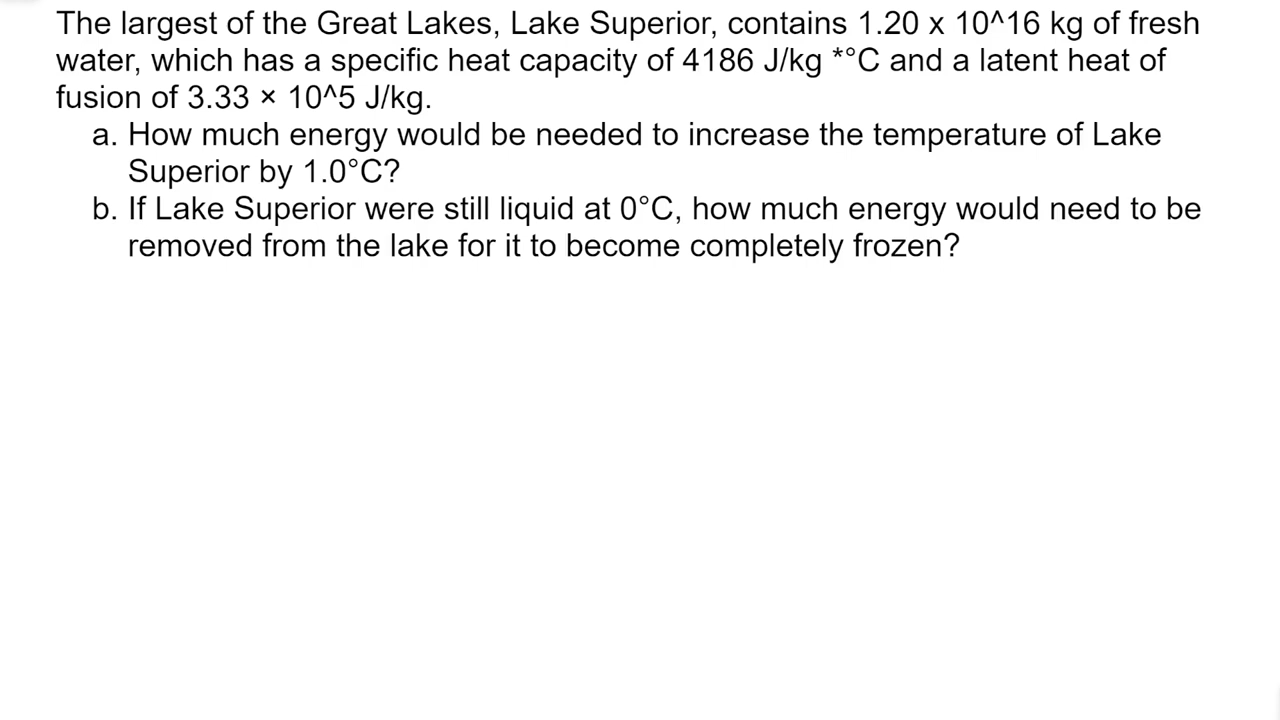 The largest of the Great Lakes, Lake Superior, contains 1.20 x 10^16 kg of fresh
water, which has a specific heat capacity of 4186 J/kg *°C and a latent heat of
fusion of 3.33 × 10^5 J/kg.
a. How much energy would be needed to increase the temperature of Lake
Superior by 1.0°C?
b. If Lake Superior were still liquid at 0°C, how much energy would need to be
removed from the lake for it to become completely frozen?